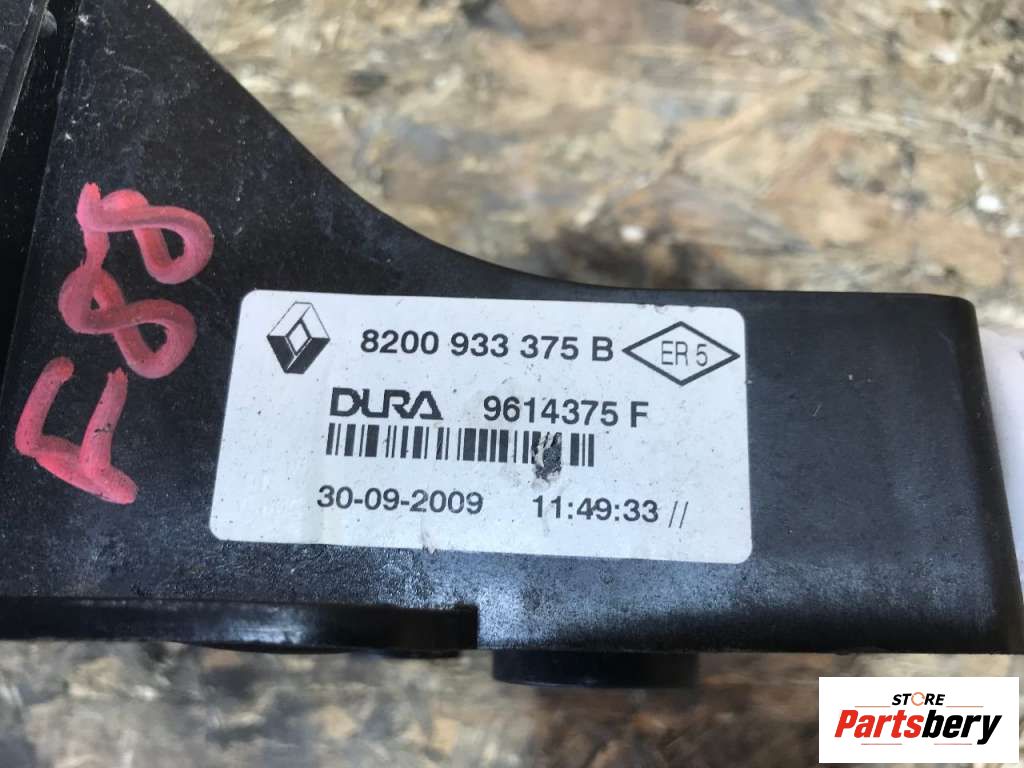 F88
8200 933 375 B ER 5
DURA 9614375 F
30-09-2009 11:49:33 //
STORE
Partsbery